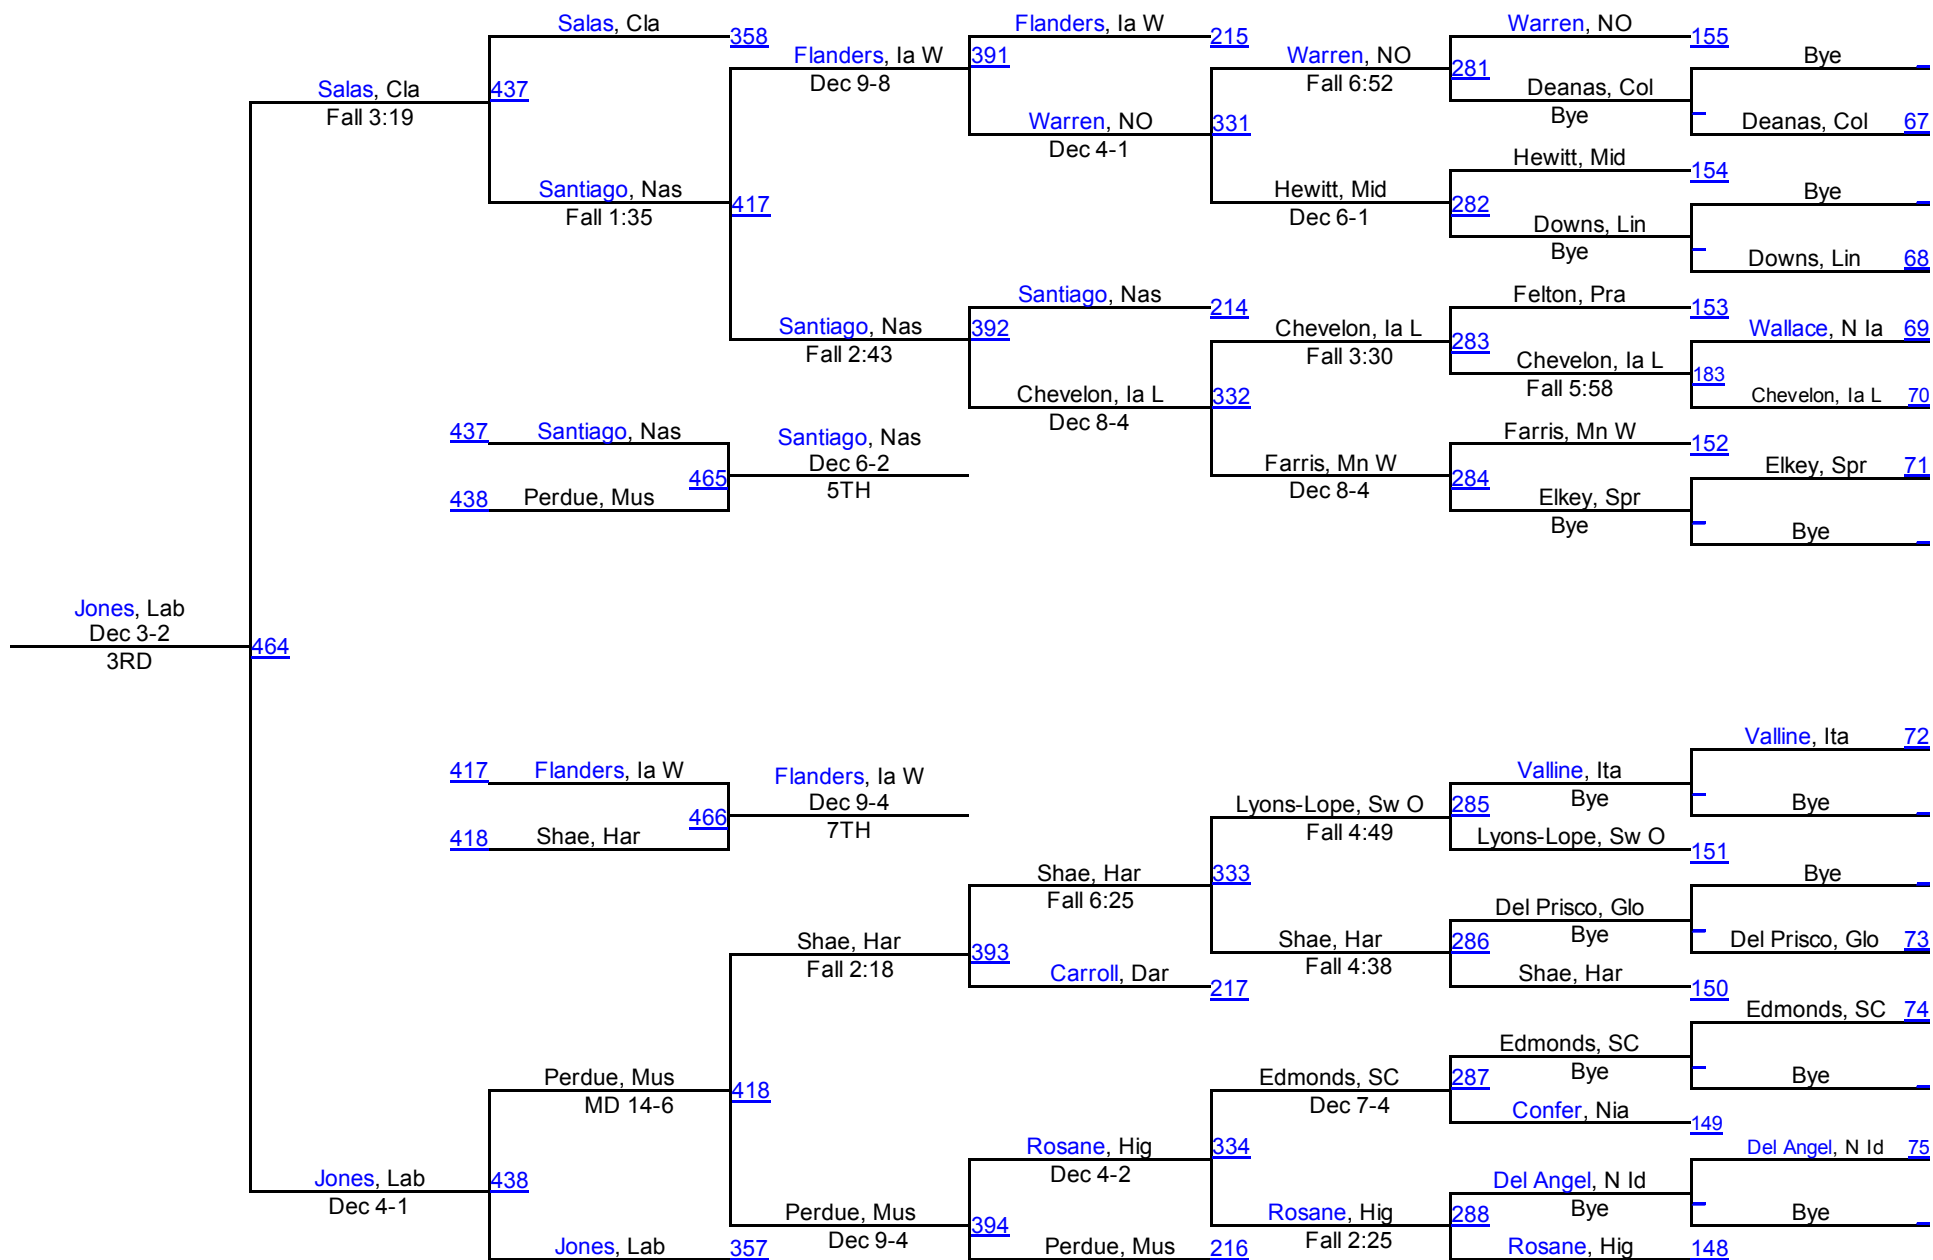 Salas, Cla
358
Flanders, Ia W
215
Warren, NO
155
Flanders, Ia W
Dec 9-8
391
Warren, NO
Fall 6:52
281
Bye
Salas, Cla
Fall 3:19
437
Deanas, Col
Bye
Deanas, Col 67
Warren, NO
Dec 4-1
331
Hewitt, Mid
154
Santiago, Nas
Fall 1:35
417
Hewitt, Mid
Dec 6-1
282
Bye
Downs, Lin
Bye
Downs, Lin 68
Santiago, Nas
214
Felton, Pra
153
Santiago, Nas
Fall 2:43
392
Chevelon, Ia L
Fall 3:30
283
Wallace, N Ia 69
Chevelon, Ia L
Fall 5:58
183
Chevelon, Ia L
Dec 8-4
332
Chevelon, Ia L 70
437 Santiago, Nas
465
438 Perdue, Mus
Santiago, Nas
Dec 6-2
5TH
Farris, Mn W
152
Farris, Mn W
Dec 8-4
284
Elkey, Spr 71
Elkey, Spr
Bye
Bye
Jones, Lab
Dec 3-2
3RD
464
Valline, Ita 72
417 Flanders, Ia W
466
418 Shae, Har
Flanders, Ia W
Dec 9-4
7TH
Valline, Ita
Bye
Bye
Lyons-Lope, Sw O
Fall 4:49
285
Lyons-Lope, Sw O
151
Shae, Har
Fall 6:25
333
Bye
Del Prisco, Glo
Bye
Del Prisco, Glo 73
Shae, Har
Fall 2:18
393
Shae, Har
Fall 4:38
286
Carroll, Dar
217
Shae, Har
150
Edmonds, SC 74
Perdue, Mus
MD 14-6
418
Edmonds, SC
Bye
Bye
Edmonds, SC
Dec 7-4
287
Confer, Nia
149
Rosane, Hig
Dec 4-2
334
Del Angel, N Id 75
Jones, Lab
Dec 4-1
438
Del Angel, N Id
Bye
Bye
Perdue, Mus
Dec 9-4
394
Rosane, Hig
Fall 2:25
288
Jones, Lab 357
Perdue, Mus 216
Rosane, Hig 148